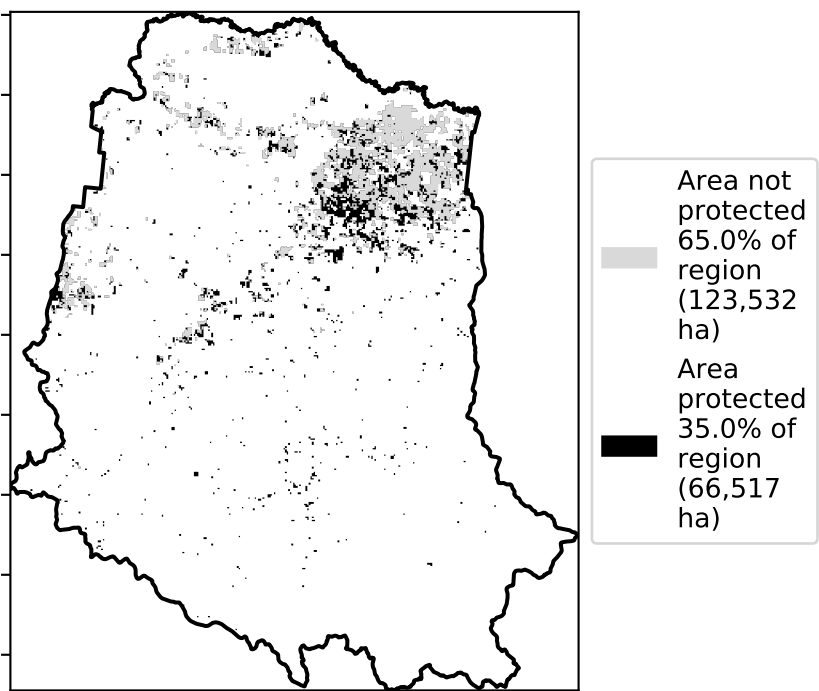 Area not
protected
65.0% of
region
(123,532
ha)
Area
protected
35.0% of
region
(66,517
ha)